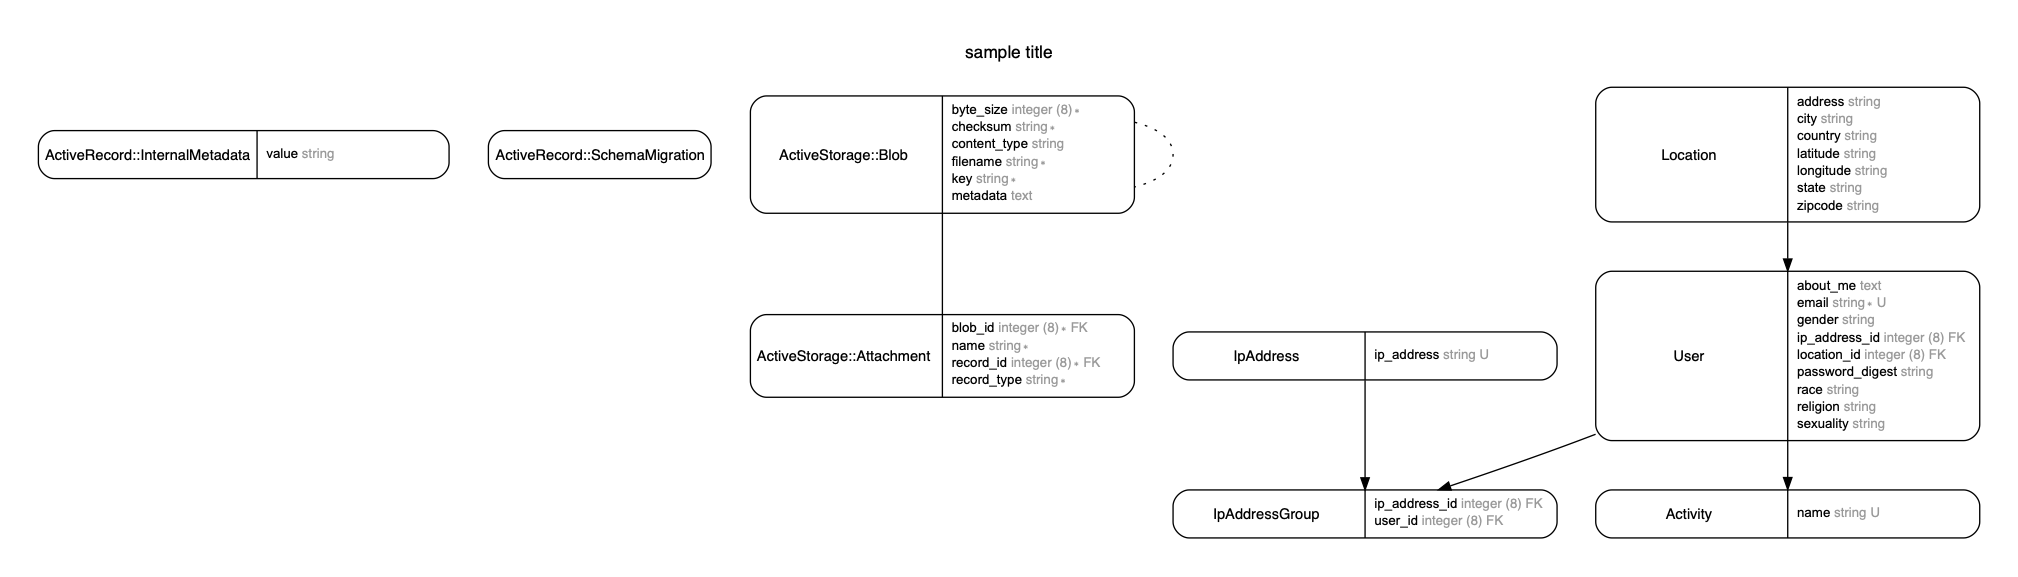 sample title
ActiveRecord::InternalMetadata
value string
ActiveRecord::SchemaMigration
ActiveStorage::Blob
byte_size integer (8) *
checksum string *
content_type string
filename string *
key string *
metadata text
Location
address string
city string
country string
latitude string
longitude string
state string
zipcode string
ActiveStorage::Attachment
blob_id integer (8) * FK
name string *
record_id integer (8) * FK
record_type string *
IpAddress
ip_address string U
User
about_me text
email string * U
gender string
ip_address_id integer (8) FK
location_id integer (8) FK
password_digest string
race string
religion string
sexuality string
IpAddressGroup
ip_address_id integer (8) FK
user_id integer (8) FK
Activity
name string U